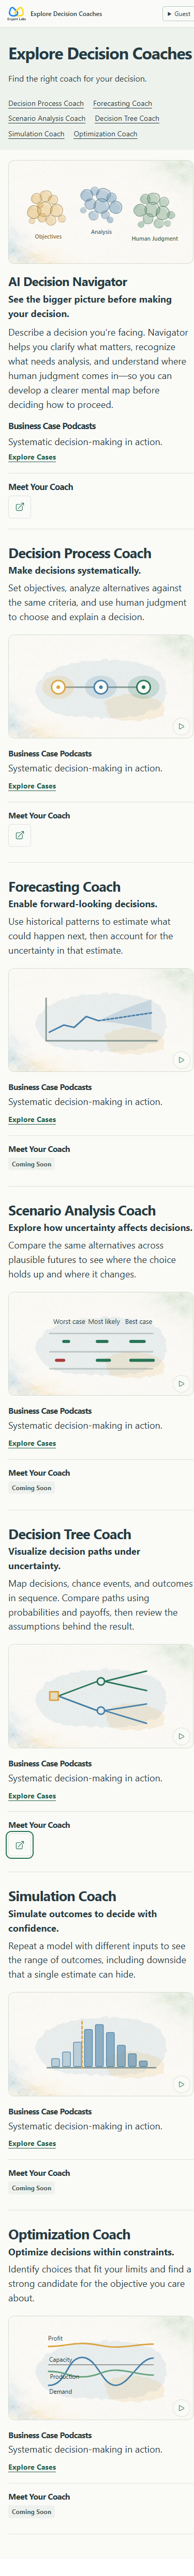 Argent Labs
Explore Decision Coaches
▶ Guest
Explore Decision Coaches
Find the right coach for your decision.
Decision Process Coach Forecasting Coach
Scenario Analysis Coach Decision Tree Coach
Simulation Coach Optimization Coach
Objectives
Analysis
Human Judgment
AI Decision Navigator
See the bigger picture before making
your decision.
Describe a decision you're facing. Navigator
helps you clarify what matters, recognize
what needs analysis, and understand where
human judgment comes in—so you can
develop a clearer mental map before
deciding how to proceed.
Business Case Podcasts
Systematic decision-making in action.
Explore Cases
Meet Your Coach
Decision Process Coach
Make decisions systematically.
Set objectives, analyze alternatives against
the same criteria, and use human judgment
to choose and explain a decision.
Business Case Podcasts
Systematic decision-making in action.
Explore Cases
Meet Your Coach
Forecasting Coach
Enable forward-looking decisions.
Use historical patterns to estimate what
could happen next, then account for the
uncertainty in that estimate.
Business Case Podcasts
Systematic decision-making in action.
Explore Cases
Meet Your Coach
Coming Soon
Scenario Analysis Coach
Explore how uncertainty affects decisions.
Compare the same alternatives across
plausible futures to see where the choice
holds up and where it changes.
Worst case Most likely Best case
Business Case Podcasts
Systematic decision-making in action.
Explore Cases
Meet Your Coach
Coming Soon
Decision Tree Coach
Visualize decision paths under
uncertainty.
Map decisions, chance events, and outcomes
in sequence. Compare paths using
probabilities and payoffs, then review the
assumptions behind the result.
Business Case Podcasts
Systematic decision-making in action.
Explore Cases
Meet Your Coach
Simulation Coach
Simulate outcomes to decide with
confidence.
Repeat a model with different inputs to see
the range of outcomes, including downside
that a single estimate can hide.
Business Case Podcasts
Systematic decision-making in action.
Explore Cases
Meet Your Coach
Coming Soon
Optimization Coach
Optimize decisions within constraints.
Identify choices that fit your limits and find a
strong candidate for the objective you care
about.
Profit
Capacity
Production
Demand
Business Case Podcasts
Systematic decision-making in action.
Explore Cases
Meet Your Coach
Coming Soon